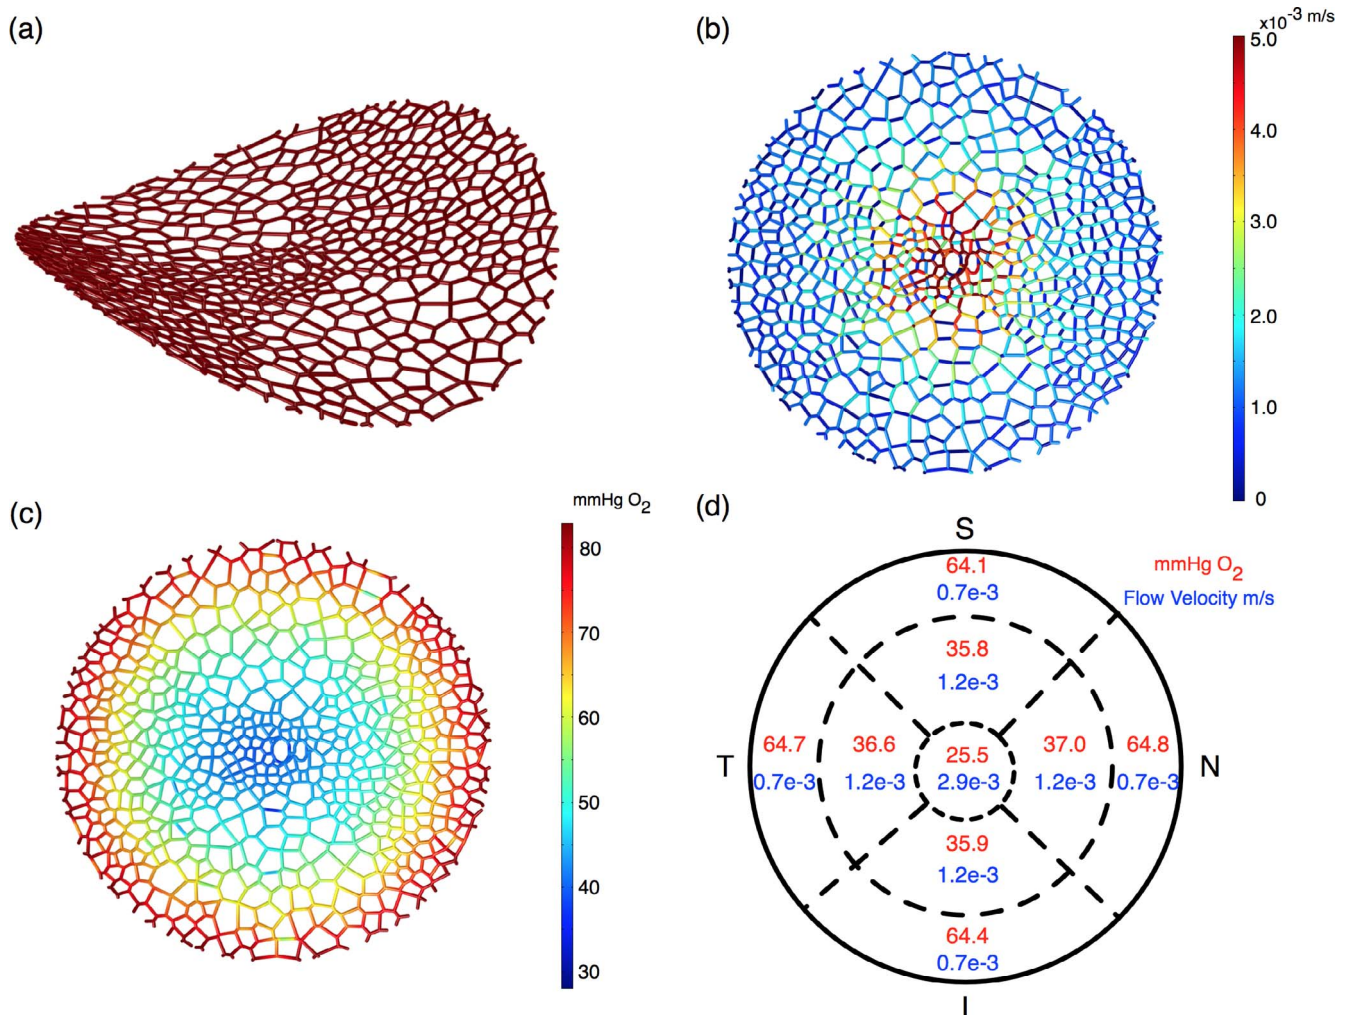 (a)
(b)
x10-3 m/s
5.0
4.0
3.0
2.0
1.0
0
(c)
mmHg O2
80
70
60
50
40
30
(d)
S
mmHg O2
Flow Velocity m/s
64.1
0.7e-3
35.8
1.2e-3
T
64.7
0.7e-3
36.6
1.2e-3
25.5
2.9e-3
37.0
1.2e-3
64.8
0.7e-3
N
35.9
1.2e-3
64.4
0.7e-3
I